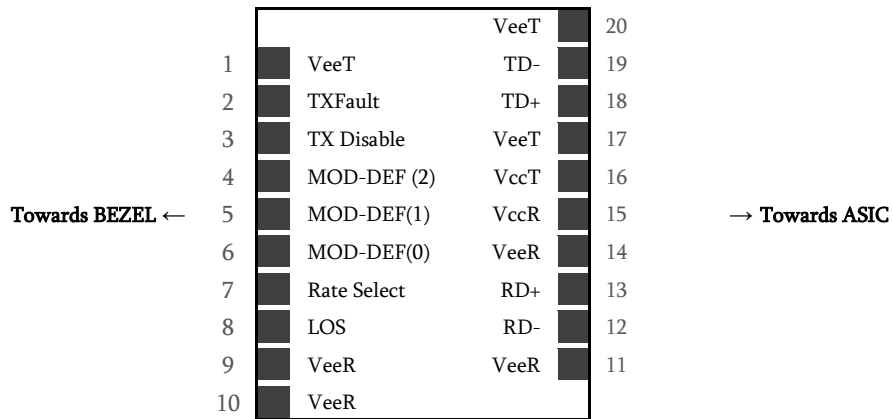 VeeT 20
1 VeeT TD- 19
2 TXFault TD+ 18
3 TX Disable VeeT 17
4 MOD-DEF (2) VccT 16
Towards BEZEL ← 5 MOD-DEF(1) VccR 15 → Towards ASIC
6 MOD-DEF(0) VeeR 14
7 Rate Select RD+ 13
8 LOS RD- 12
9 VeeR VeeR 11
10 VeeR